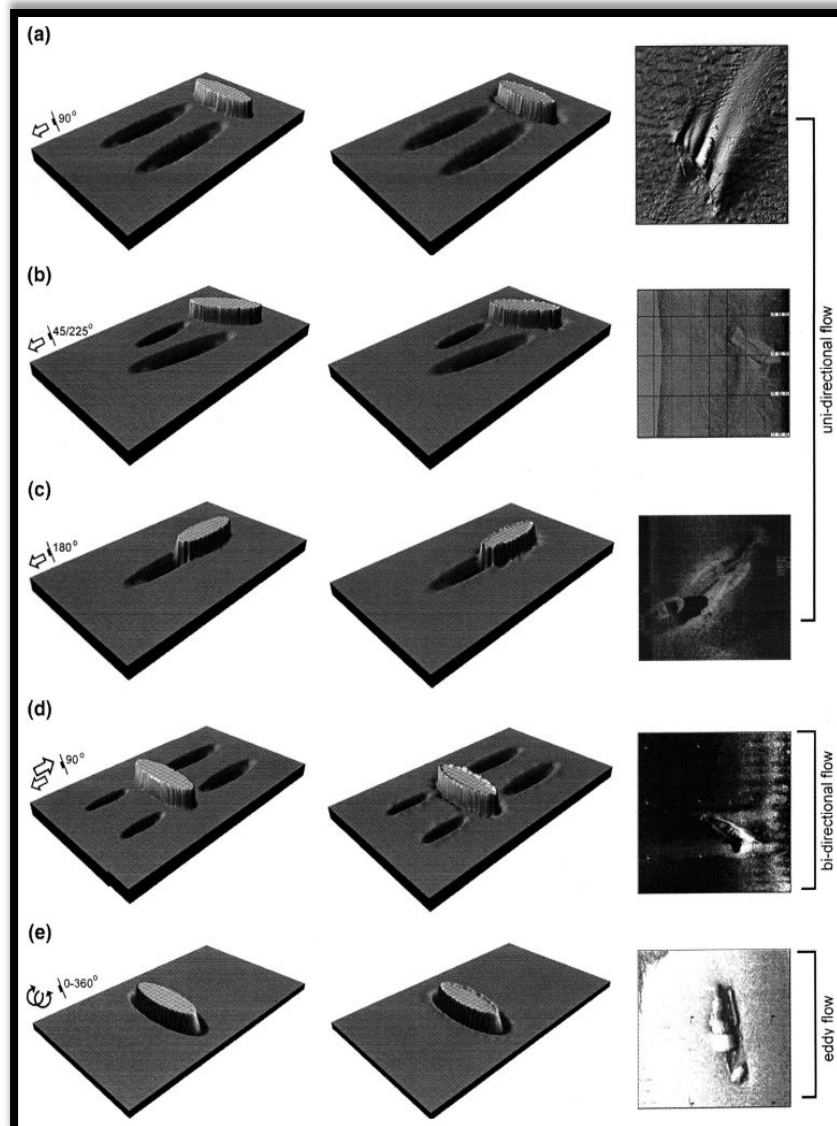 (a)
90°
(b)
45/225°
(c)
180°
uni-directional flow
(d)
90°
bi-directional flow
(e)
0-360°
eddy flow